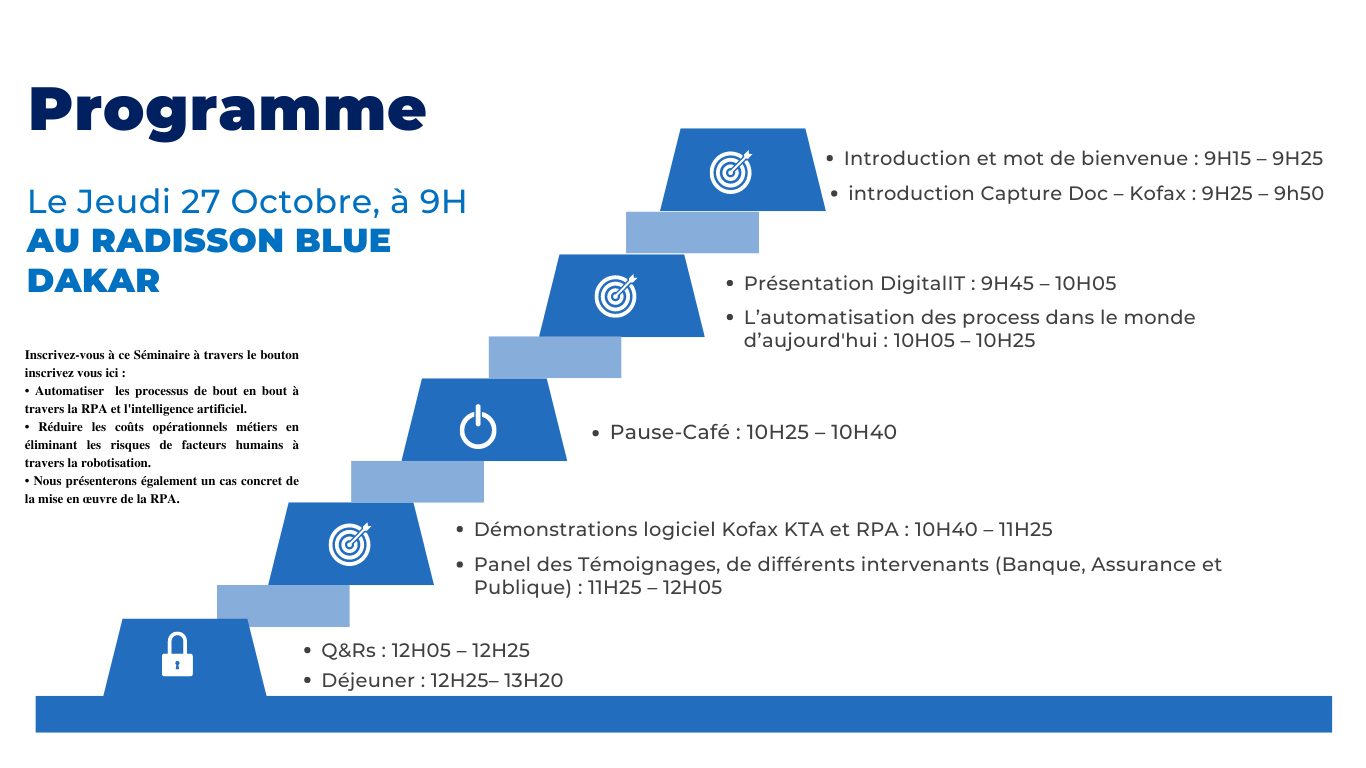 Programme
Le Jeudi 27 Octobre, à 9H
AU RADISSON BLUE
DAKAR
Inscrivez-vous à ce Séminaire à travers le bouton
inscrivez vous ici :
• Automatiser les processus de bout en bout à
travers la RPA et l'intelligence artificiel.
• Réduire les coûts opérationnels métiers en
éliminant les risques de facteurs humains à
travers la robotisation.
• Nous présenterons également un cas concret de
la mise en œuvre de la RPA.
• Introduction et mot de bienvenue : 9H15 – 9H25
• introduction Capture Doc – Kofax : 9H25 – 9h50
• Présentation DigitalIT : 9H45 – 10H05
• L’automatisation des process dans le monde
d’aujourd'hui : 10H05 – 10H25
• Pause-Café : 10H25 – 10H40
• Démonstrations logiciel Kofax KTA et RPA : 10H40 – 11H25
• Panel des Témoignages, de différents intervenants (Banque, Assurance et
Publique) : 11H25 – 12H05
• Q&Rs : 12H05 – 12H25
• Déjeuner : 12H25– 13H20